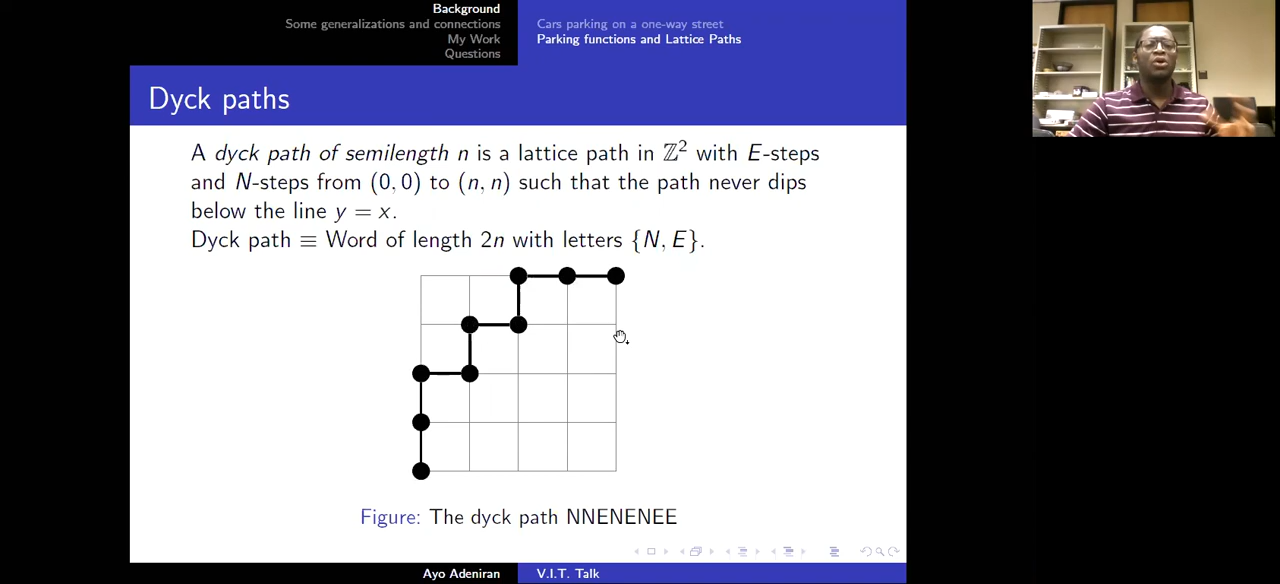 Background
Some generalizations and connections
My Work
Questions
Cars parking on a one-way street
Parking functions and Lattice Paths
Dyck paths
A dyck path of semilength n is a lattice path in ℤ² with E-steps
and N-steps from (0, 0) to (n, n) such that the path never dips
below the line y = x.
Dyck path ≡ Word of length 2n with letters {N, E}.
Figure: The dyck path NNENENEE
Ayo Adeniran
V.I.T. Talk